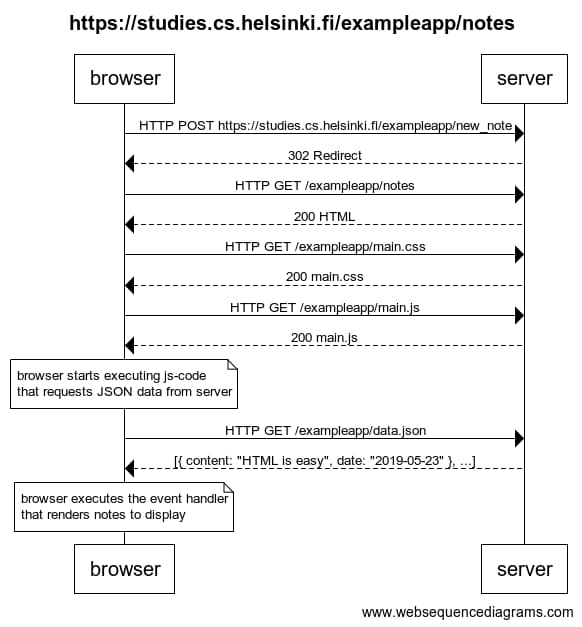 https://studies.cs.helsinki.fi/exampleapp/notes
browser
server
HTTP POST https://studies.cs.helsinki.fi/exampleapp/new_note
302 Redirect
HTTP GET /exampleapp/notes
200 HTML
HTTP GET /exampleapp/main.css
200 main.css
HTTP GET /exampleapp/main.js
200 main.js
browser starts executing js-code
that requests JSON data from server
HTTP GET /exampleapp/data.json
[{ content: "HTML is easy", date: "2019-05-23" }, ...]
browser executes the event handler
that renders notes to display
browser
server
www.websequencediagrams.com